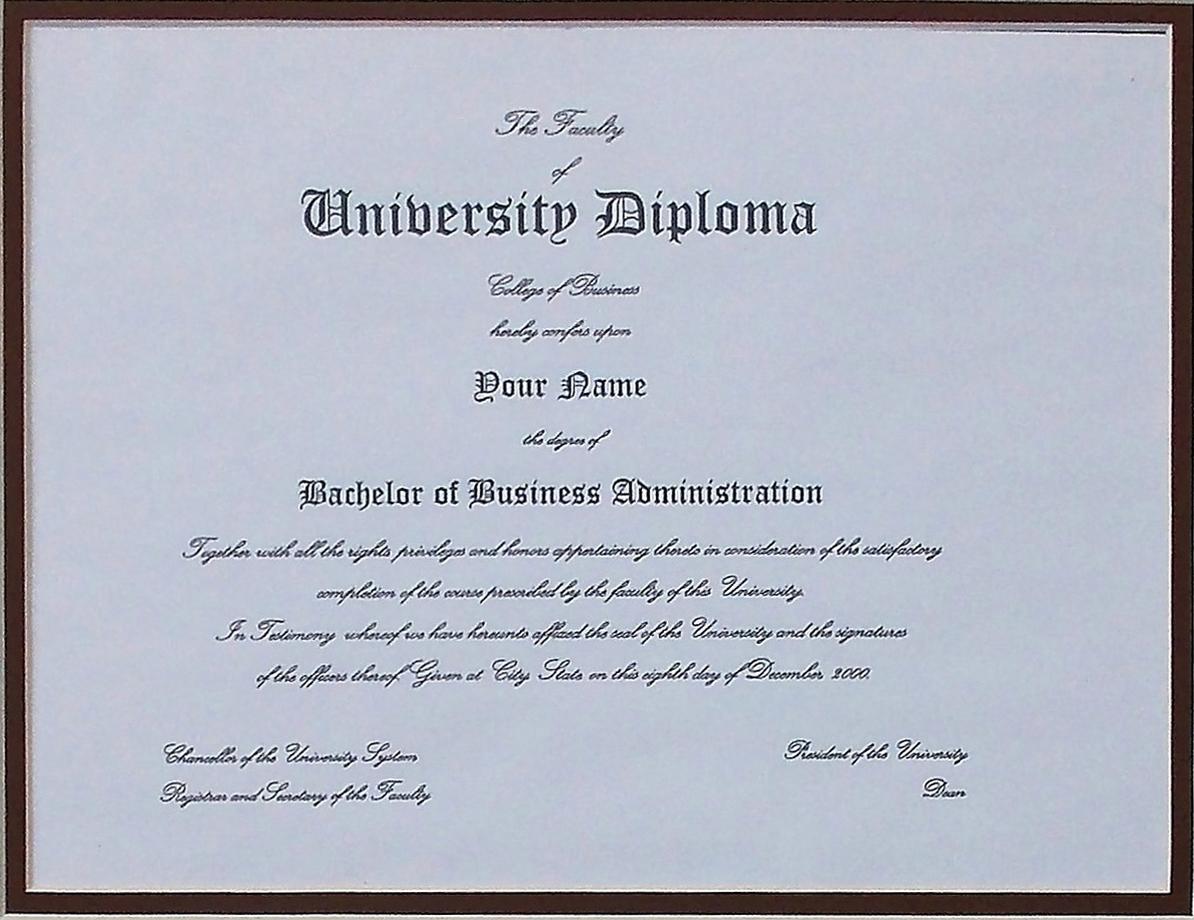 The Faculty
of
University Diploma
College of Business
hereby confers upon
Your Name
the degree of
Bachelor of Business Administration
Together with all the rights privileges and honors appertaining thereto in consideration of the satisfactory
completion of the course prescribed by the faculty of this University.
In Testimony whereof we have hereunto affixed the seal of the University and the signatures
of the officers thereof. Given at City, State on this eighth day of December, 2000.
Chancellor of the University System
President of the University
Registrar and Secretary of the Faculty
Dean